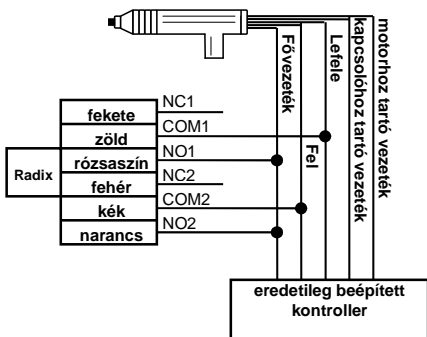 Fővezeték
Fel
Lefele
kapcsolóhoz tartó vezeték
motorhoz tartó vezeték
Radix
fekete NC1
zöld COM1
rózsaszín NO1
fehér NC2
kék COM2
narancs NO2
eredetileg beépített
kontroller